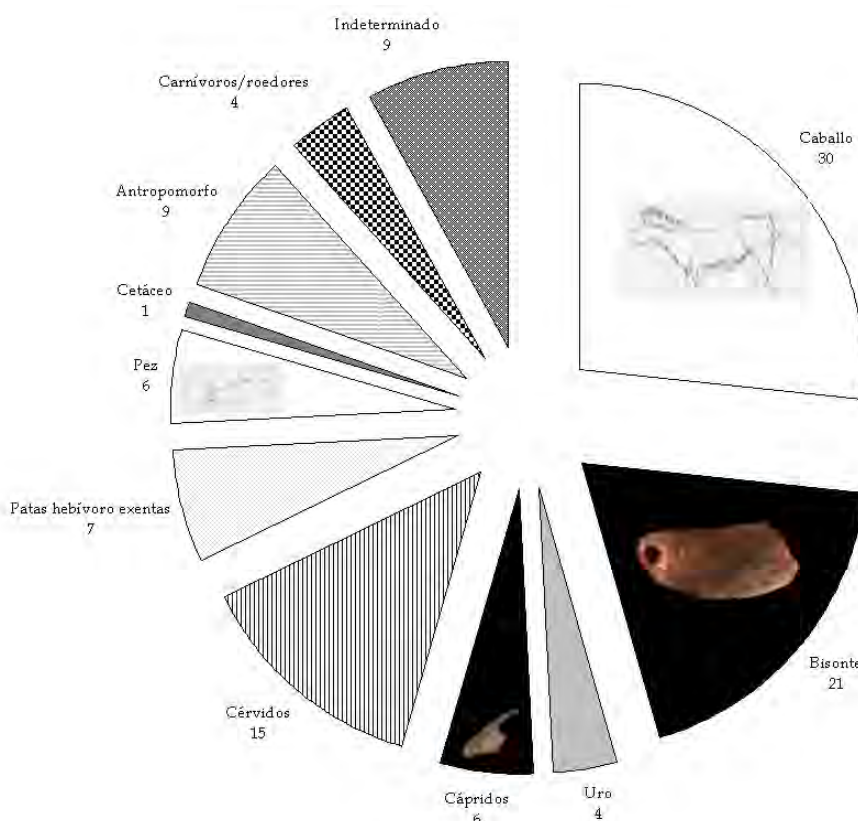 Indeterminado
9
Carnívoros/roedores
4
Caballo
30
Antropomorfo
9
Cetáceo
1
Pez
6
Patas hebívoro exentas
7
Bisonte
21
Cérvidos
15
Cápridos
6
Uro
4